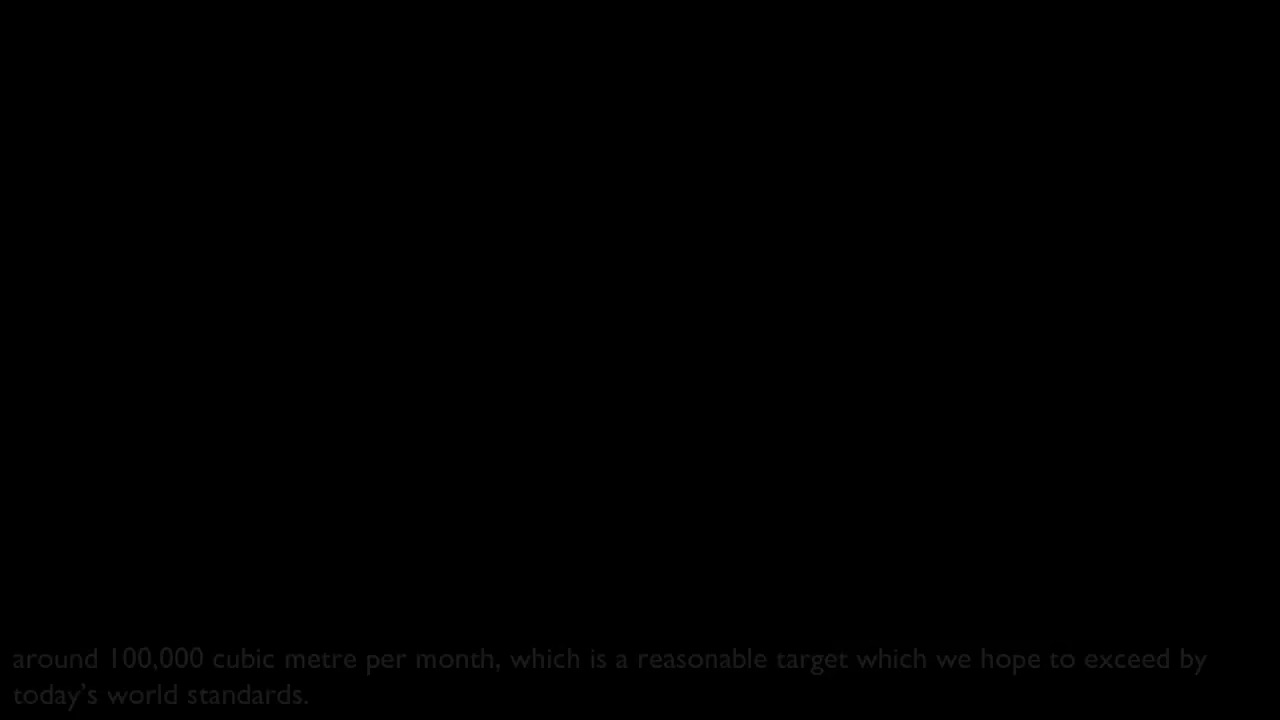 around 100,000 cubic metre per month, which is a reasonable target which we hope to exceed by
today’s world standards.